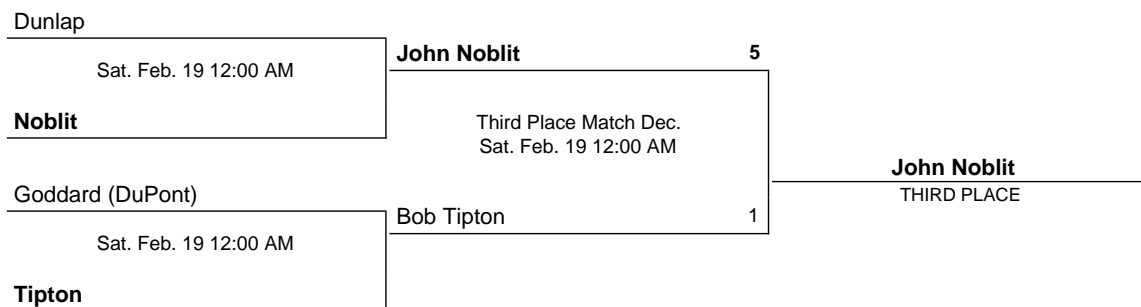 Dunlap
Sat. Feb. 19 12:00 AM
Noblit
John Noblit 5
Third Place Match Dec.
Sat. Feb. 19 12:00 AM
John Noblit
THIRD PLACE
Goddard (DuPont)
Sat. Feb. 19 12:00 AM
Tipton
Bob Tipton 1